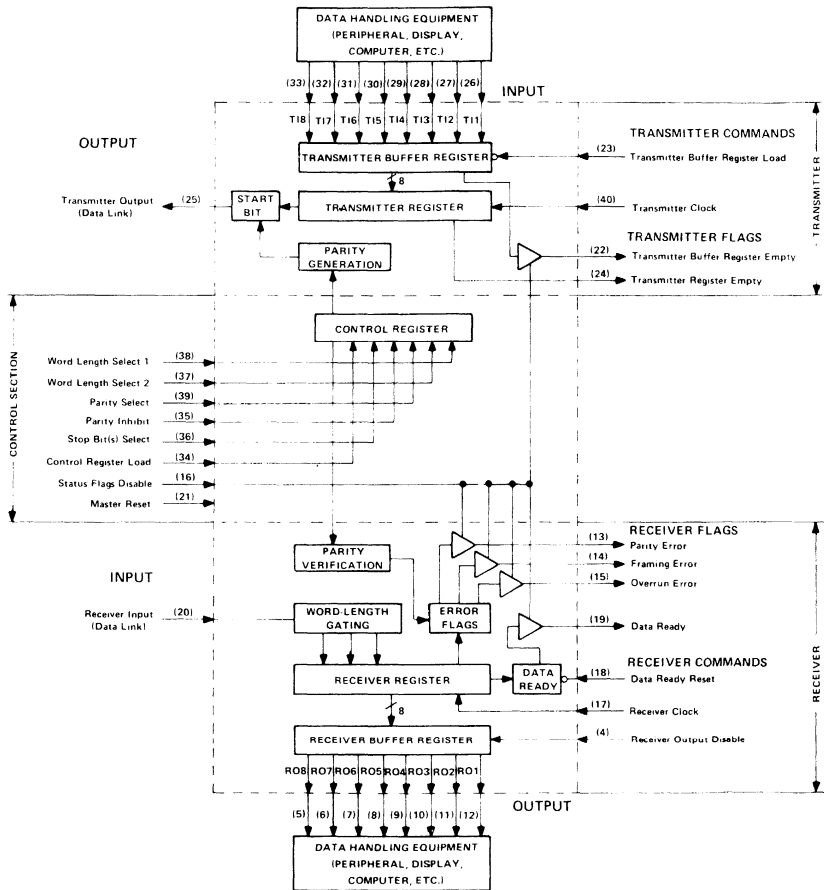 DATA HANDLING EQUIPMENT
(PERIPHERAL, DISPLAY,
COMPUTER, ETC.)
(33) (32) (31) (30) (29) (28) (27) (26)
INPUT
TI8 TI7 TI6 TI5 TI4 TI3 TI2 TI1
OUTPUT
TRANSMITTER COMMANDS
TRANSMITTER BUFFER REGISTER
(23)
Transmitter Buffer Register Load
8
Transmitter Output
(Data Link)
(25)
START
BIT
TRANSMITTER REGISTER
(40)
Transmitter Clock
TRANSMITTER
PARITY
GENERATION
TRANSMITTER FLAGS
(22)
Transmitter Buffer Register Empty
(24)
Transmitter Register Empty
CONTROL REGISTER
CONTROL SECTION
Word Length Select 1 (38)
Word Length Select 2 (37)
Parity Select (39)
Parity Inhibit (35)
Stop Bit(s) Select (36)
Control Register Load (34)
Status Flags Disable (16)
Master Reset (21)
RECEIVER FLAGS
(13) Parity Error
(14) Framing Error
(15) Overrun Error
PARITY
VERIFICATION
INPUT
Receiver Input
(Data Link)
(20)
WORD-LENGTH
GATING
ERROR
FLAGS
(19) Data Ready
RECEIVER COMMANDS
RECEIVER REGISTER
DATA
READY
(18)
Data Ready Reset
RECEIVER
8
(17)
Receiver Clock
RECEIVER BUFFER REGISTER
(4)
Receiver Output Disable
RO8 RO7 RO6 RO5 RO4 RO3 RO2 RO1
OUTPUT
(5) (6) (7) (8) (9) (10) (11) (12)
DATA HANDLING EQUIPMENT
(PERIPHERAL, DISPLAY,
COMPUTER, ETC.)